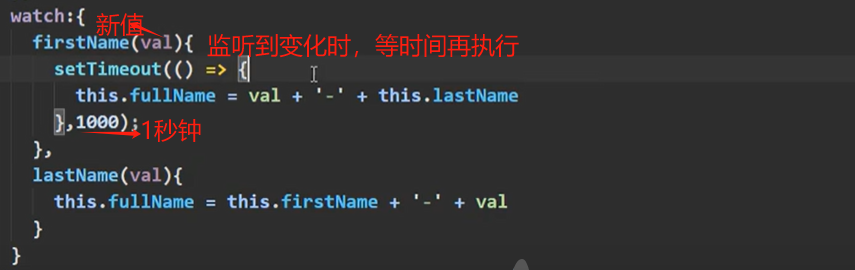 watch:{
新值
firstName(val){
监听到变化时，等时间再执行
setTimeout(() => {
this.fullName = val + '-' + this.lastName
},1000);
1秒钟
},
lastName(val){
this.fullName = this.firstName + '-' + val
}
}